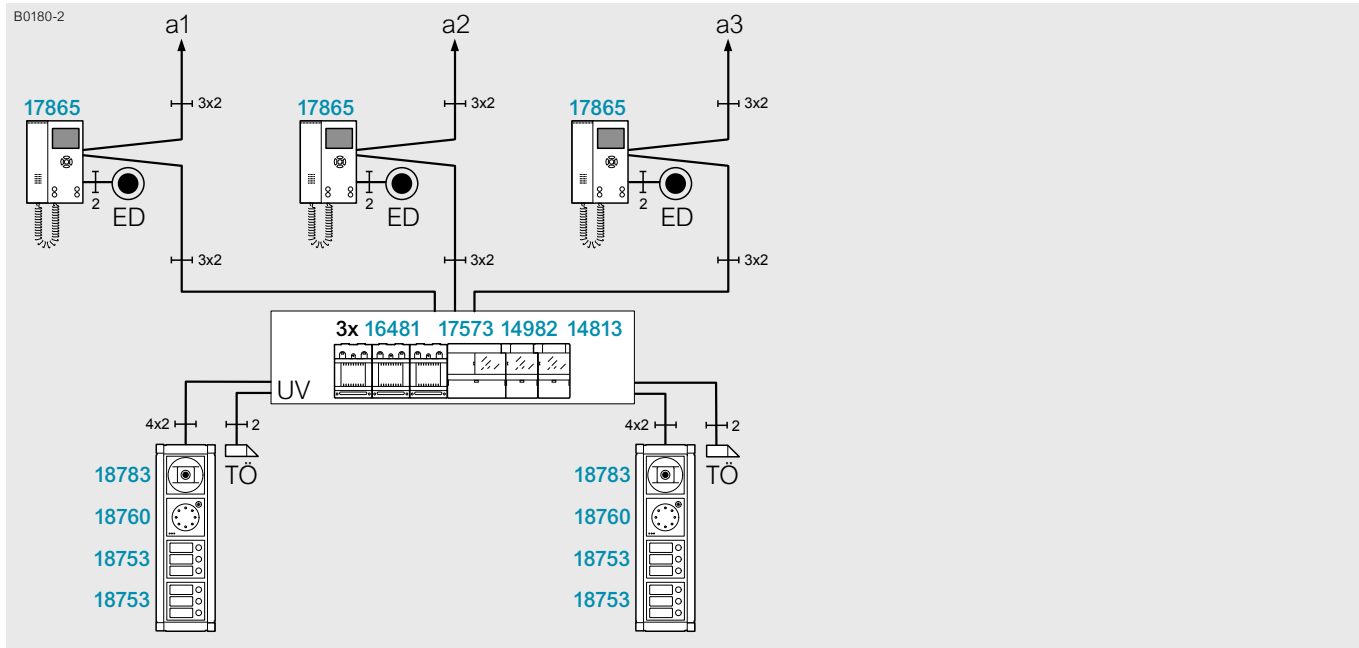 B0180-2
a1 a2 a3
3x2 3x2 3x2
17865 17865 17865
2 2 2
ED ED ED
3x2 3x2 3x2
3x 16481 17573 14982 14813
UV
4x2 2 4x2 2
18783 TÖ 18783 TÖ
18760 18760
18753 18753
18753 18753